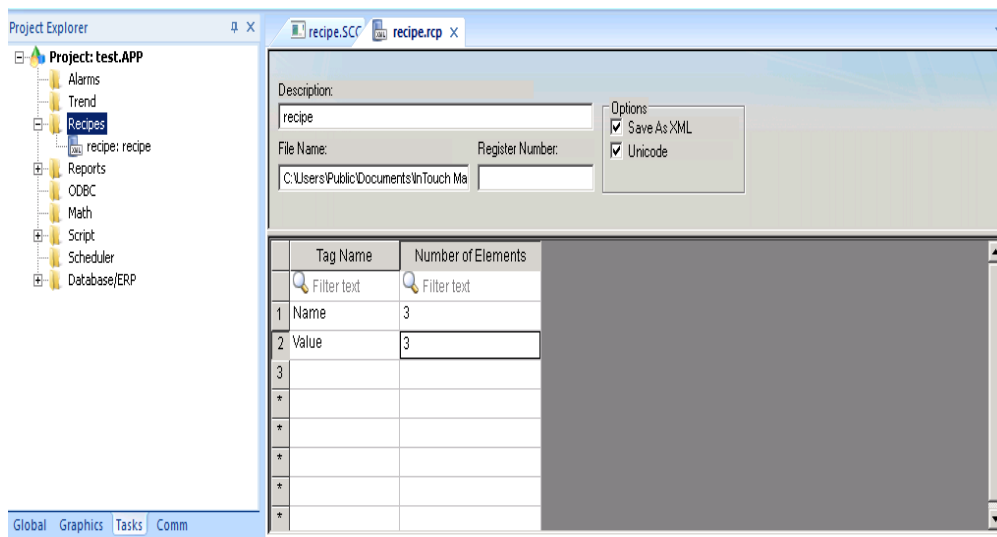 Project Explorer
Project: test.APP
Alarms
Trend
Recipes
recipe: recipe
Reports
ODBC
Math
Script
Scheduler
Database/ERP
Global Graphics Tasks Comm
recipe.SCC recipe.rcp
Description:
recipe
File Name: Register Number:
C:\Users\Public\Documents\InTouch Ma
Options
Save As XML
Unicode
Tag Name Number of Elements
Filter text Filter text
1 Name 3
2 Value 3
3
*
*
*
*
*